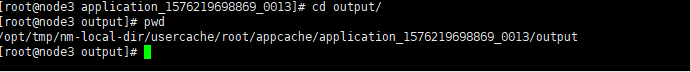 [root@node3 application_1576219698869_0013]# cd output/
[root@node3 output]# pwd
/opt/tmp/nm-local-dir/usercache/root/appcache/application_1576219698869_0013/output
[root@node3 output]#